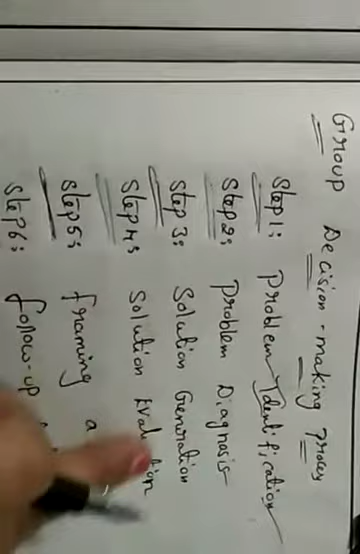 Group Decision-making process
Step 1: Problem Identification
Step 2: Problem Diagnosis
Step 3: Solution Generation
Step 4: Solution
Step 5: Framing a
Step 6: Follow-up